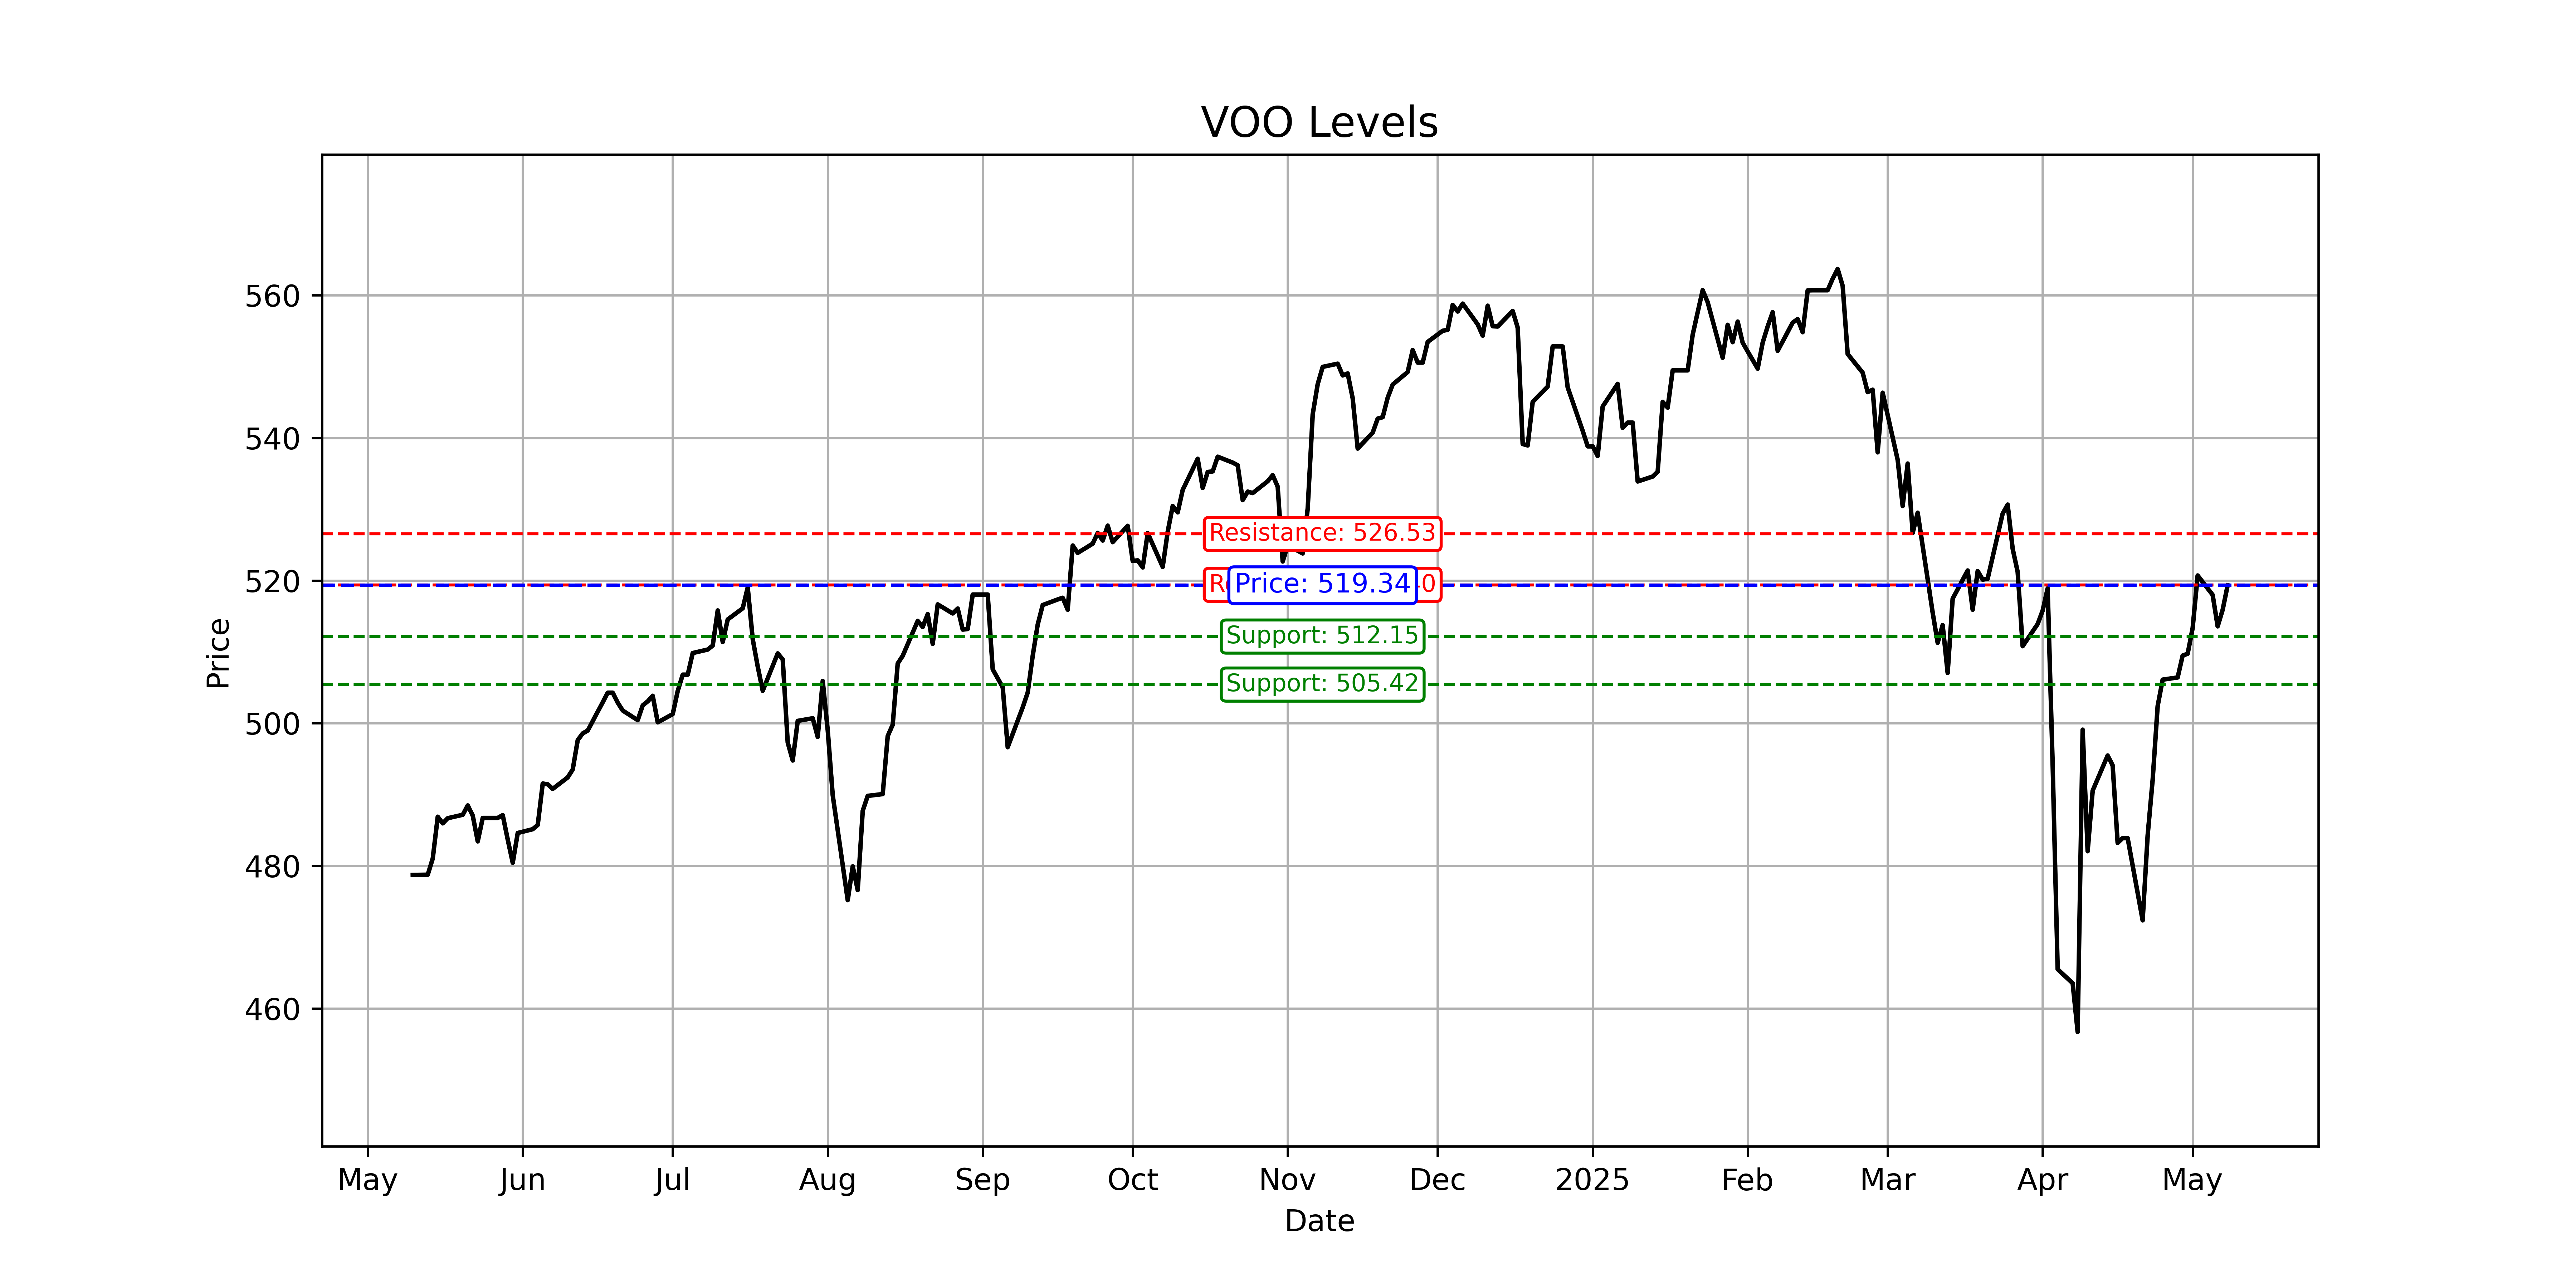 VOO Levels
Price
560
540
520
500
480
460
Resistance: 526.53
Price: 519.34
Support: 512.15
Support: 505.42
May Jun Jul Aug Sep Oct Nov Dec 2025 Feb Mar Apr May
Date